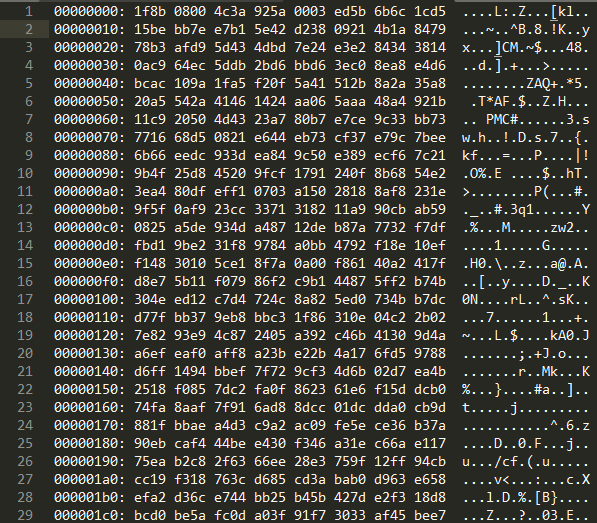 1 00000000: 1f8b 0800 4c3a 925a 0003 ed5b 6b6c 1cd5 ....L:.Z...[kl..
2 00000010: 15be bb7e e7b1 5e42 d238 0921 4b1a 8479 ...~..^B.8.!K..y
3 00000020: 78b3 afd9 5d43 4dbd 7e24 e3e2 8434 3814 x...]CM.~$...48.
4 00000030: 0ac9 64ec 5ddb 2bd6 bbd6 3ec0 8ea8 e4d6 ..d.].+...>.....
5 00000040: bcac 109a 1fa5 f20f 5a41 512b 8a2a 35a8 ........ZAQ+.*5.
6 00000050: 20a5 542a 4146 1424 aa06 5aaa 48a4 921b  .T*AF.$..Z.H...
7 00000060: 11c9 2050 4d43 23a7 80b7 e7ce 9c33 bb73 .. PMC#......3.s
8 00000070: 7716 68d5 0821 e644 eb73 cf37 e79c 7bee w.h..!.D.s.7..{.
9 00000080: 6b66 eedc 933d ea84 9c50 e389 ecf6 7c21 kf...=...P....|!
10 00000090: 9b4f 25d8 4520 9fcf 1791 240f 8b68 54e2 .O%.E ....$..hT.
11 000000a0: 3ea4 80df eff1 0703 a150 2818 8af8 231e >........P(...#.
12 000000b0: 9f5f 0af9 23cc 3371 3182 11a9 90cb ab59 ._..#.3q1......Y
13 000000c0: 0825 a5de 934d a487 12de b87a 7732 f7df .%...M.....zw2..
14 000000d0: fbd1 9be2 31f8 9784 a0bb 4792 f18e 10ef ....1.....G.....
15 000000e0: f148 3010 5ce1 8f7a 0a00 f861 40a2 417f .H0.\..z...a@.A.
16 000000f0: d8e7 5b11 f079 86f2 c9b1 4487 5ff2 b74b ..[..y....D._..K
17 00000100: 304e ed12 c7d4 724c 8a82 5ed0 734b b7dc 0N....rL..^.sK..
18 00000110: d77f bb37 9eb8 bbc3 1f86 310e 04c2 2b02 ...7......1...+.
19 00000120: 7e82 93e9 4c87 2405 a392 c46b 4130 9d4a ~...L.$....kA0.J
20 00000130: a6ef eaf0 aff8 a23b be22 4a17 6fd5 9788 .......;."J.o...
21 00000140: d6ff 1494 bbef 7f72 9cf3 4d6b 02d7 ea4b .......r..Mk...K
22 00000150: 2518 f085 7dc2 fa0f 8623 61e6 f15d dcb0 %...}....#a..]..
23 00000160: 74fa 8aaf 7f91 6ad8 8dcc 01dc dda0 cb9d t.....j.........
24 00000170: 881f bbae a4d3 c9a2 ac09 fe5e ce36 b37a ...........^.6.z
25 00000180: 90eb caf4 44be e430 f346 a31e c66a e117 ....D..0.F...j..
26 00000190: 75ea b2c8 2f63 66ee 28e3 759f 12ff 94cb u.../cf.(.u.....
27 000001a0: cc19 f318 763c d685 cd3a bab0 d963 e658 ....v<...:...c.X
28 000001b0: efa2 d36c e744 bb25 b45b 427d e2f3 18d8 ...l.D.%.[B}....
29 000001c0: bcd0 be5a fc0d a03f 91f7 3033 af45 bee7 ...Z...?..03.E..